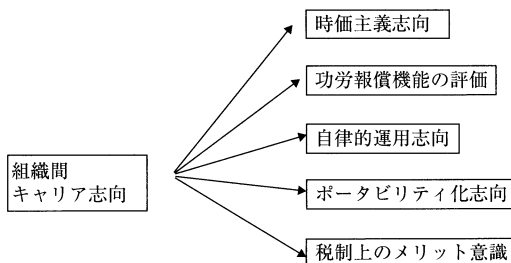 時価主義志向
功労報償機能の評価
自律的運用志向
組織間
キャリア志向
ポータビリティ化志向
税制上のメリット意識